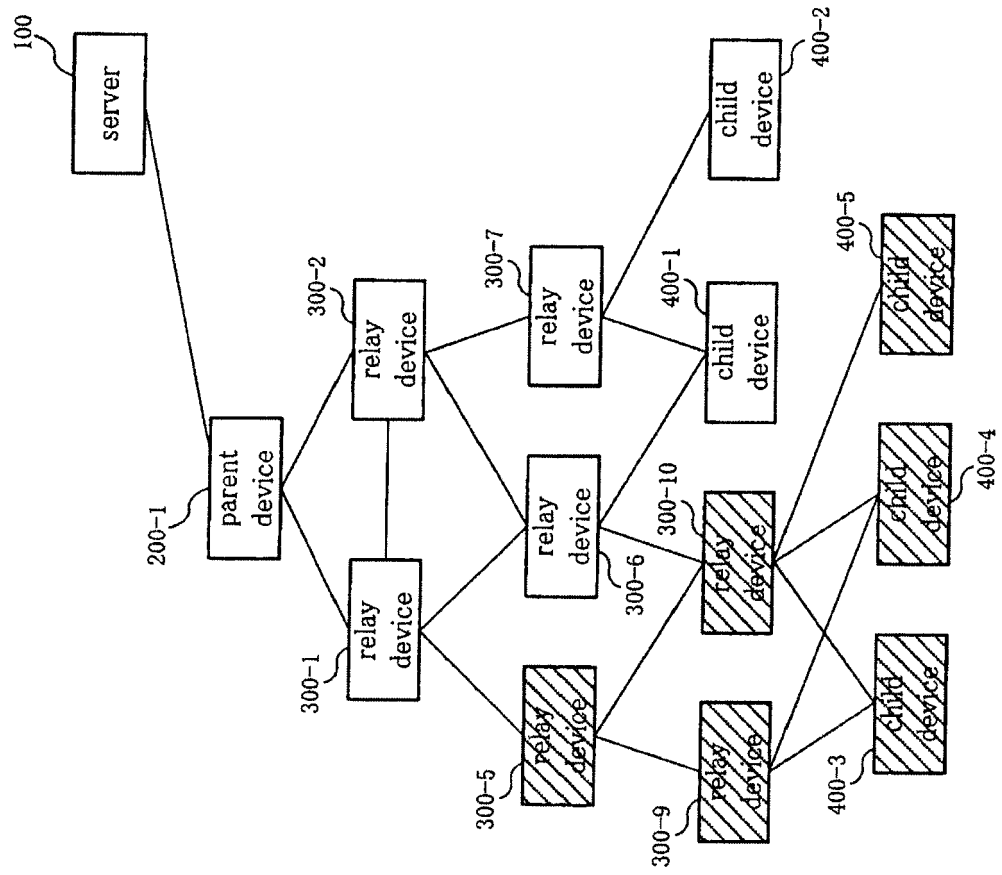 100
server
200-1
parent
device
300-2
relay
device
300-1
relay
device
300-7
relay
device
relay
device
300-6
300-5
relay
device
child
device
400-2
400-1
child
device
300-10
relay
device
300-9
relay
device
400-5
child
device
child
device
400-4
400-3
child
device